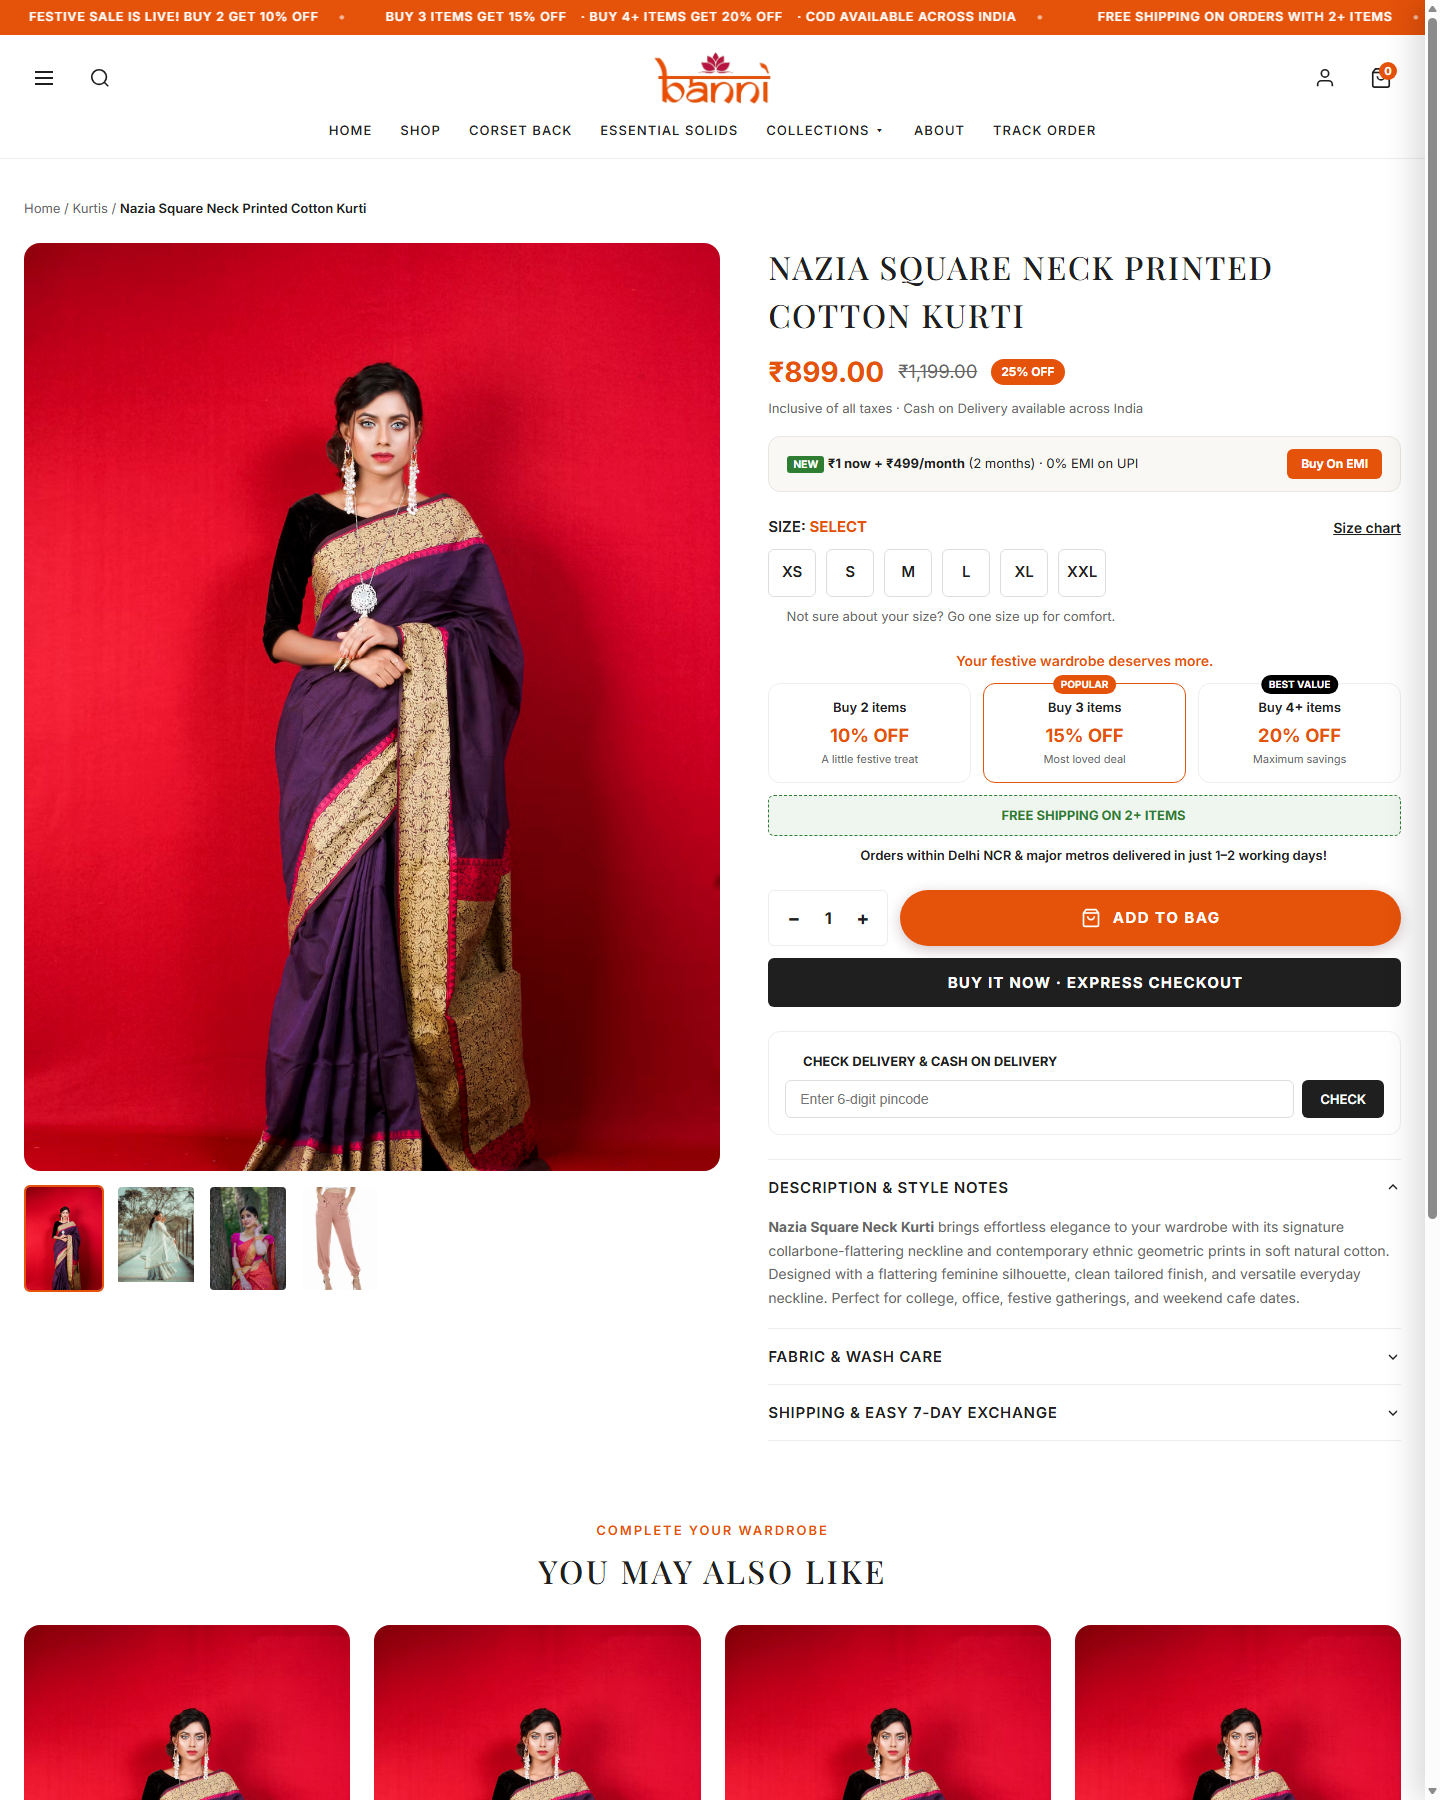 FESTIVE SALE IS LIVE! BUY 2 GET 10% OFF • BUY 3 ITEMS GET 15% OFF · BUY 4+ ITEMS GET 20% OFF · COD AVAILABLE ACROSS INDIA • FREE SHIPPING ON ORDERS WITH 2+ ITEMS •
banni
0
HOME SHOP CORSET BACK ESSENTIAL SOLIDS COLLECTIONS ABOUT TRACK ORDER
Home / Kurtis / Nazia Square Neck Printed Cotton Kurti
NAZIA SQUARE NECK PRINTED
COTTON KURTI
₹899.00 ₹1,199.00 25% OFF
Inclusive of all taxes · Cash on Delivery available across India
NEW ₹1 now + ₹499/month (2 months) · 0% EMI on UPI Buy On EMI
SIZE: SELECT Size chart
XS S M L XL XXL
Not sure about your size? Go one size up for comfort.
Your festive wardrobe deserves more.
POPULAR BEST VALUE
Buy 2 items Buy 3 items Buy 4+ items
10% OFF 15% OFF 20% OFF
A little festive treat Most loved deal Maximum savings
FREE SHIPPING ON 2+ ITEMS
Orders within Delhi NCR & major metros delivered in just 1–2 working days!
− 1 + ADD TO BAG
BUY IT NOW · EXPRESS CHECKOUT
CHECK DELIVERY & CASH ON DELIVERY
Enter 6-digit pincode CHECK
DESCRIPTION & STYLE NOTES
Nazia Square Neck Kurti brings effortless elegance to your wardrobe with its signature
collarbone-flattering neckline and contemporary ethnic geometric prints in soft natural cotton.
Designed with a flattering feminine silhouette, clean tailored finish, and versatile everyday
neckline. Perfect for college, office, festive gatherings, and weekend cafe dates.
FABRIC & WASH CARE
SHIPPING & EASY 7-DAY EXCHANGE
COMPLETE YOUR WARDROBE
YOU MAY ALSO LIKE